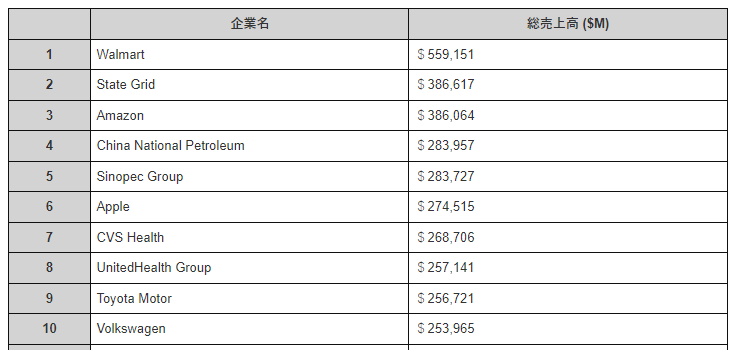 企業名 総売上高 ($M)
1 Walmart $ 559,151
2 State Grid $ 386,617
3 Amazon $ 386,064
4 China National Petroleum $ 283,957
5 Sinopec Group $ 283,727
6 Apple $ 274,515
7 CVS Health $ 268,706
8 UnitedHealth Group $ 257,141
9 Toyota Motor $ 256,721
10 Volkswagen $ 253,965